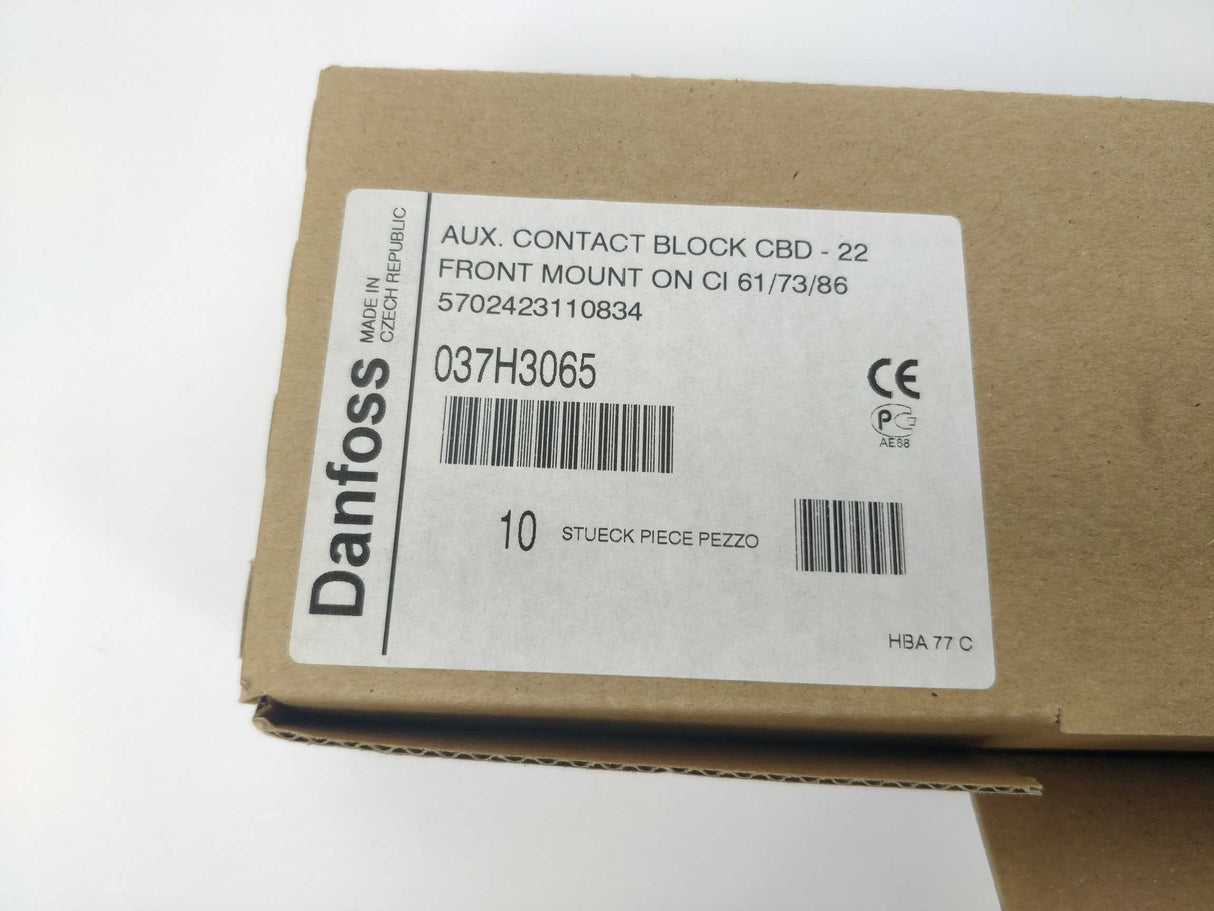 Danfoss
MADE IN
CZECH REPUBLIC
AUX. CONTACT BLOCK CBD - 22
FRONT MOUNT ON CI 61/73/86
5702423110834
037H3065
CE
P
AE68
10 STUECK PIECE PEZZO
HBA 77 C